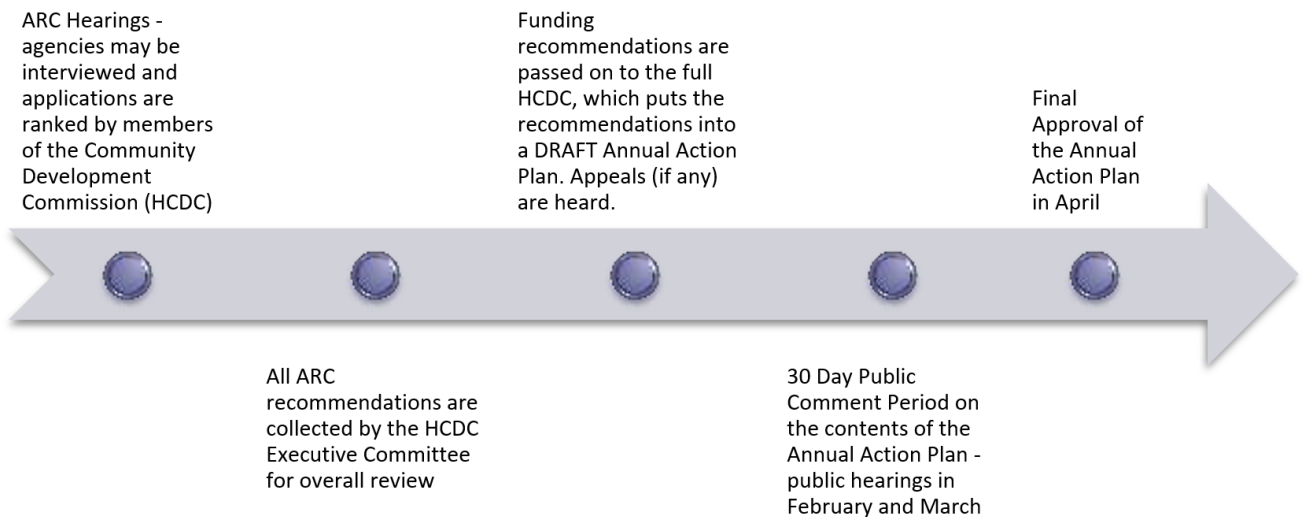 ARC Hearings -
agencies may be
interviewed and
applications are
ranked by members
of the Community
Development
Commission (HCDC)
All ARC
recommendations are
collected by the HCDC
Executive Committee
for overall review
Funding
recommendations are
passed on to the full
HCDC, which puts the
recommendations into
a DRAFT Annual Action
Plan. Appeals (if any)
are heard.
30 Day Public
Comment Period on
the contents of the
Annual Action Plan -
public hearings in
February and March
Final
Approval of
the Annual
Action Plan
in April